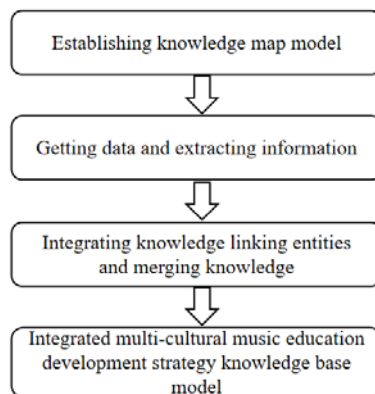 Establishing knowledge map model
Getting data and extracting information
Integrating knowledge linking entities
and merging knowledge
Integrated multi-cultural music education
development strategy knowledge base
model